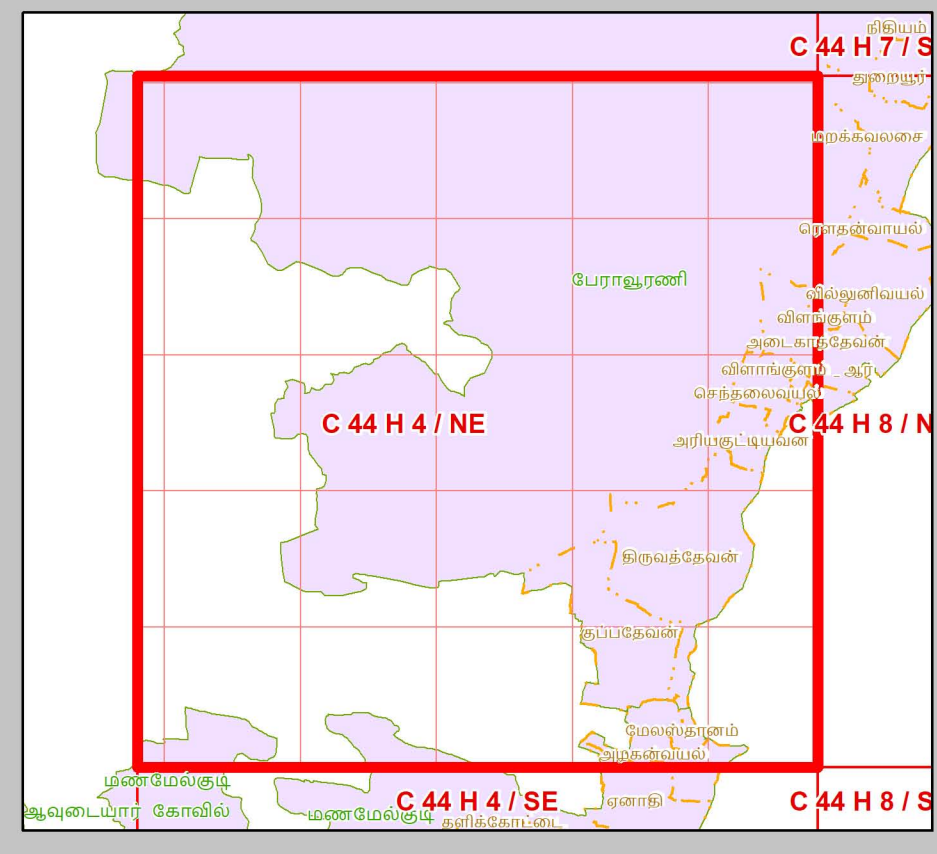 நிதியம்
C 44 H 7 / S
துறையூர்
மறக்கவலசை
ரௌதன்வாயல்
பேராவூரணி
வில்லுனிவயல்
விளங்குளம்
அடைகாத்தேவன்
விளாங்குளம் _ ஆர்.
செந்தலைவயல்
C 44 H 4 / NE
C 44 H 8 / N
அரியகுட்டியவன்
திருவத்தேவன்
குப்பதேவன்
மேலஸ்தானம்
அழகன்வயல்
மணமேல்குடி
C 44 H 4 / SE
ஏனாதி
C 44 H 8 / S
ஆவுடையார் கோவில்
மணமேல்குடி
தளிக்கோட்டை